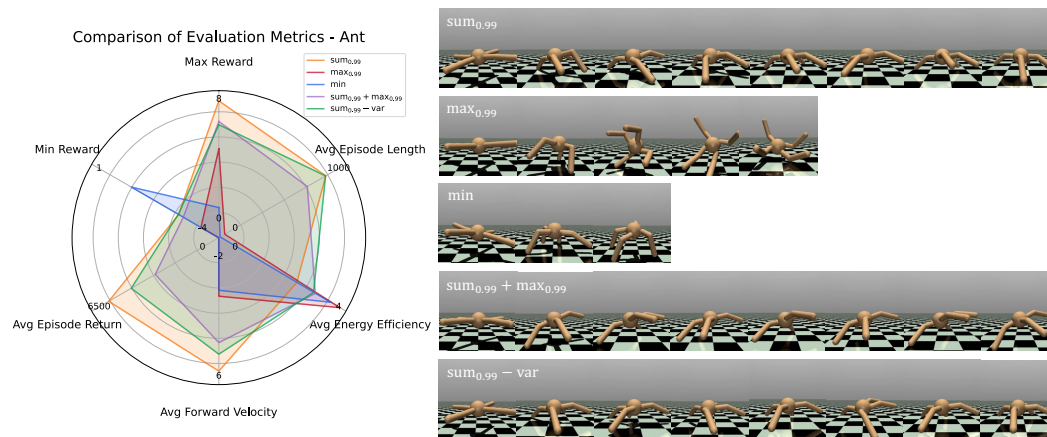 Comparison of Evaluation Metrics - Ant
Max Reward
sum0.99
max0.99
min
sum0.99 + max0.99
sum0.99 − var
8
Min Reward
1
Avg Episode Length
1000
0
-4
0
0
0
-2
6500
Avg Episode Return
4
Avg Energy Efficiency
6
Avg Forward Velocity
sum0.99
max0.99
min
sum0.99 + max0.99
sum0.99 − var